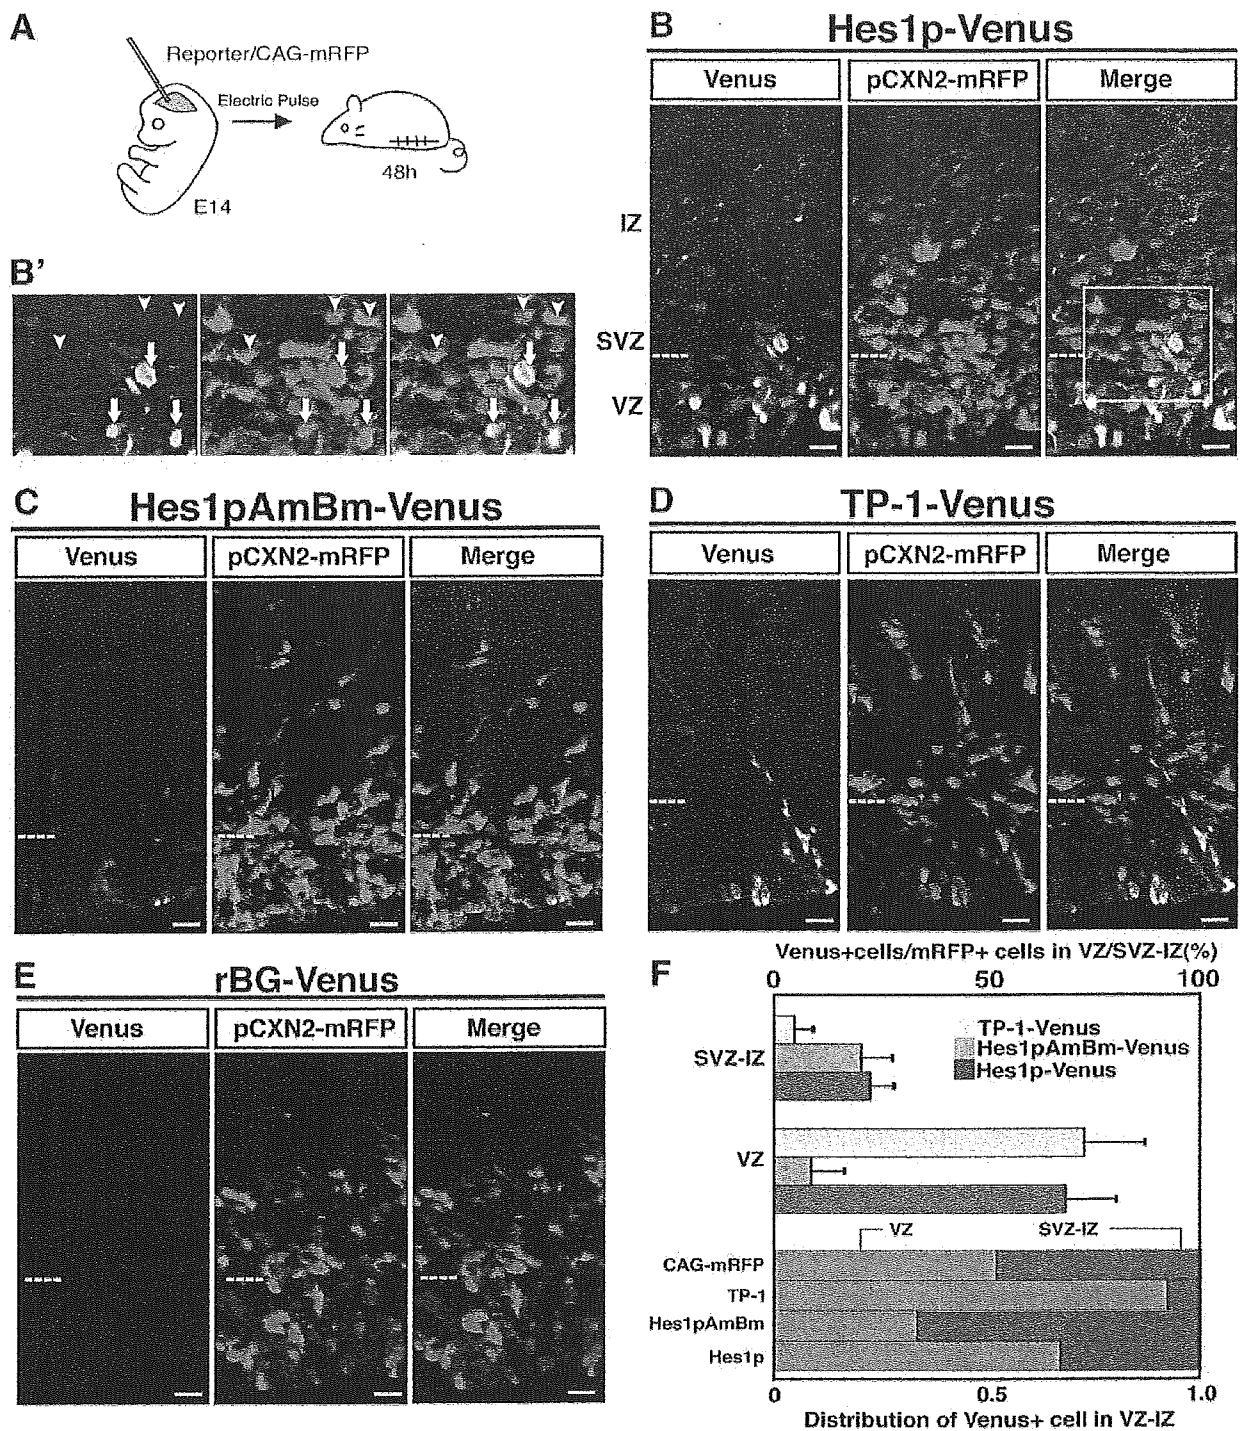 A
Reporter/CAG-mRFP
Electric Pulse
48h
E14
B
Hes1p-Venus
Venus
pCXN2-mRFP
Merge
IZ
SVZ
VZ
B'
C
Hes1pAmBm-Venus
Venus
pCXN2-mRFP
Merge
D
TP-1-Venus
Venus
pCXN2-mRFP
Merge
E
rBG-Venus
Venus
pCXN2-mRFP
Merge
F
Venus+cells/mRFP+ cells in VZ/SVZ-IZ(%)
0 50 100
SVZ-IZ
TP-1-Venus
Hes1pAmBm-Venus
Hes1p-Venus
VZ
VZ SVZ-IZ
CAG-mRFP
TP-1
Hes1pAmBm
Hes1p
0 0.5 1.0
Distribution of Venus+ cell in VZ-IZ